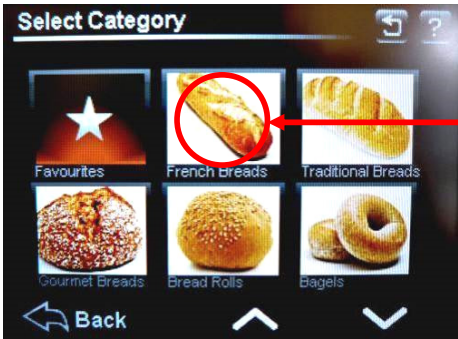 Select Category
?
Favourites
French Breads
Traditional Breads
Gourmet Breads
Bread Rolls
Bagels
Back